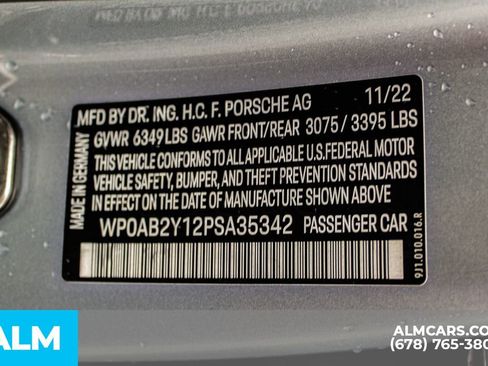 MFD BY DR. ING. H.C. F. PORSCHE AG 11/22
GVWR 6349 LBS GAWR FRONT/REAR 3075 / 3395 LBS
THIS VEHICLE CONFORMS TO ALL APPLICABLE U.S. FEDERAL MOTOR
VEHICLE SAFETY, BUMPER, AND THEFT PREVENTION STANDARDS
IN EFFECT ON THE DATE OF MANUFACTURE SHOWN ABOVE.
WP0AB2Y12PSA35342 PASSENGER CAR
MADE IN GERMANY
9J1.010.016.R
ALM
ALMCARS.CO
(678) 765-380